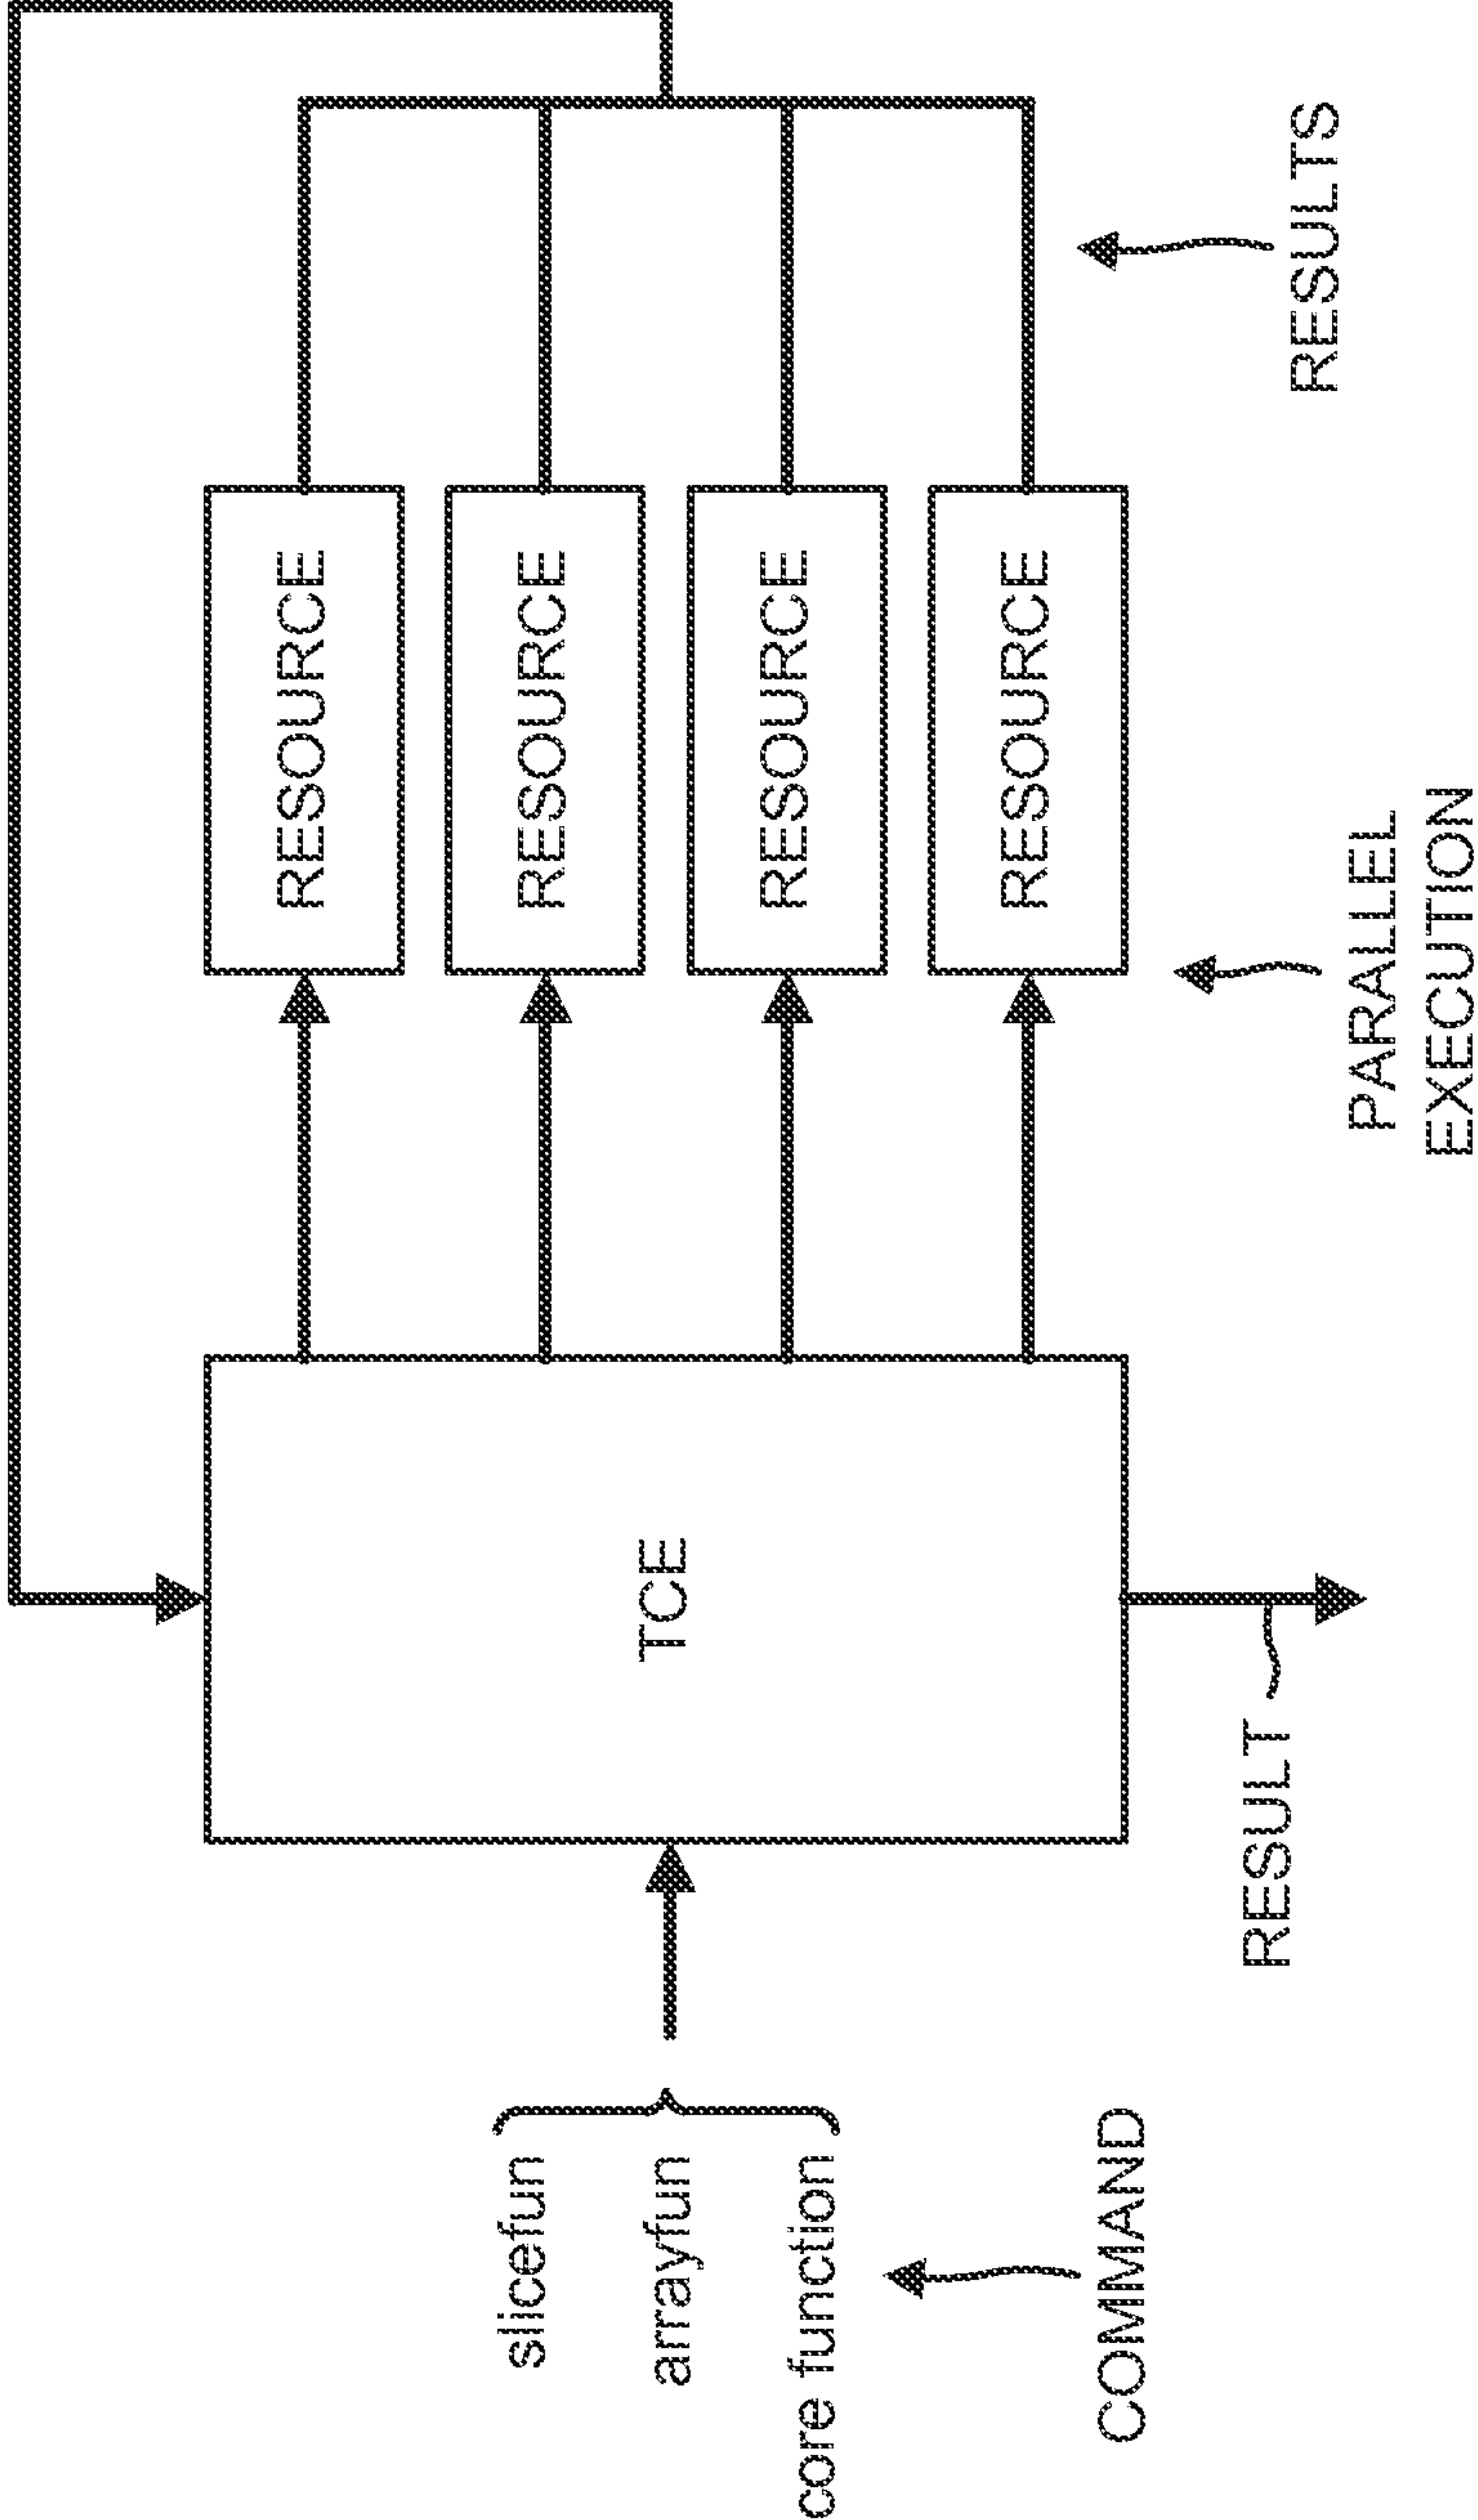 slicefun
arrayfun
core function
COMMAND
TCE
RESULT
RESOURCE
RESOURCE
RESOURCE
RESOURCE
PARALLEL
EXECUTION
RESULTS